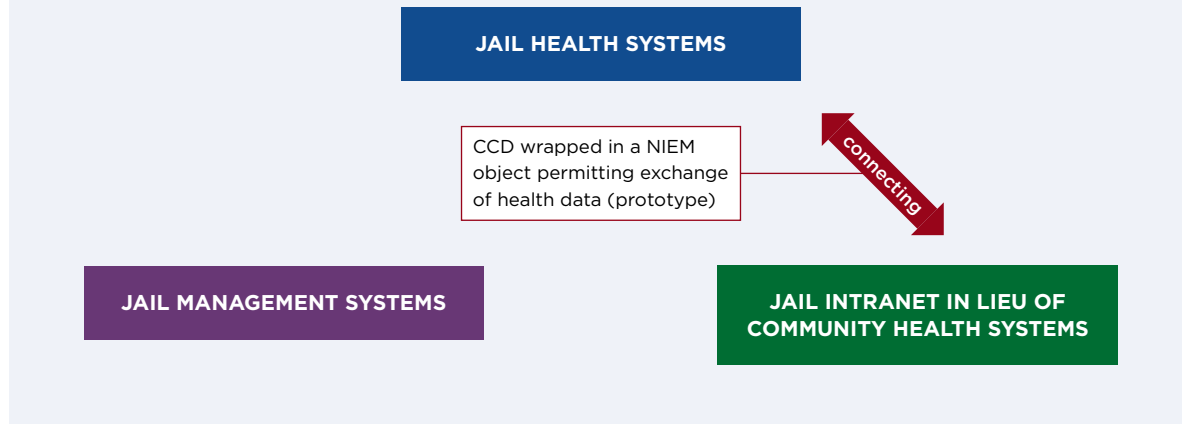 JAIL HEALTH SYSTEMS
CCD wrapped in a NIEM
object permitting exchange
of health data (prototype)
connecting
JAIL MANAGEMENT SYSTEMS
JAIL INTRANET IN LIEU OF
COMMUNITY HEALTH SYSTEMS